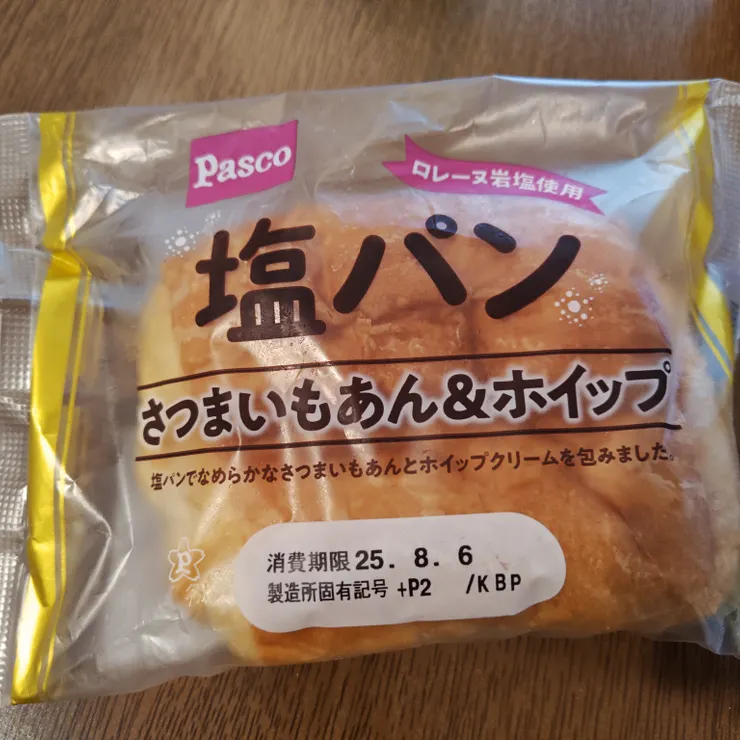 Pasco
ロレーヌ岩塩使用
塩パン
さつまいもあん&ホイップ
塩パンでなめらかなさつまいもあんとホイップクリームを包みました。
P
消費期限 25. 8. 6
製造所固有記号 +P2 /KBP